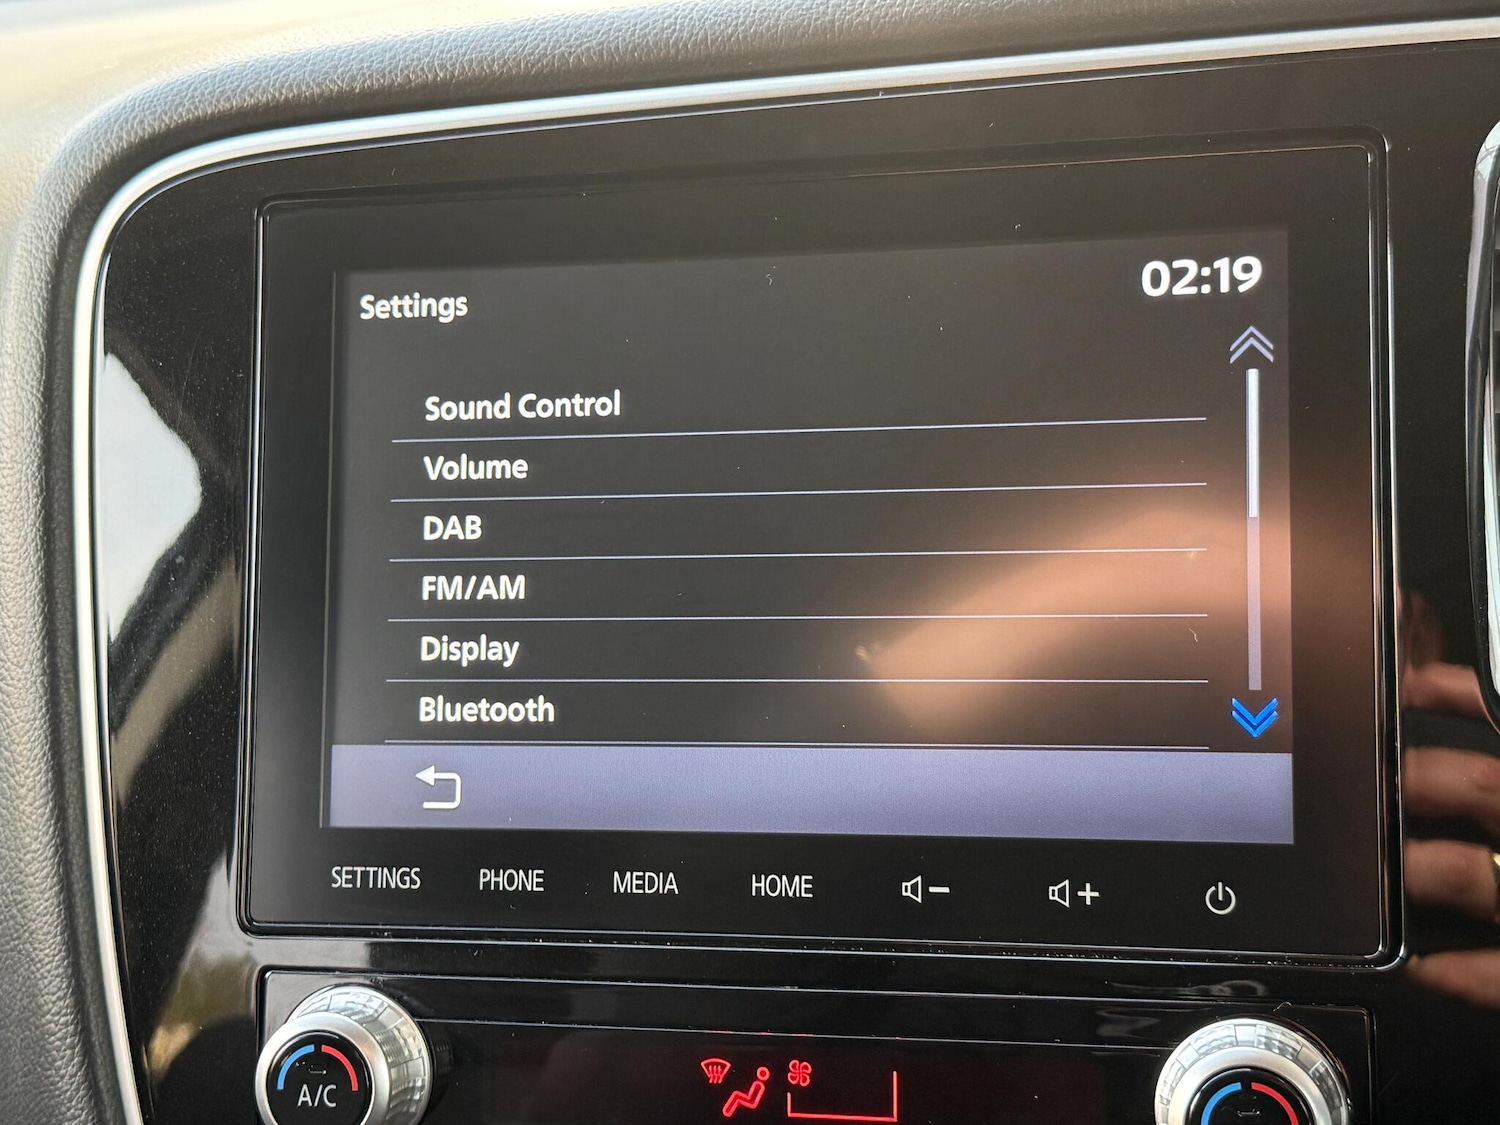 Settings
02:19
Sound Control
Volume
DAB
FM/AM
Display
Bluetooth
SETTINGS PHONE MEDIA HOME
A/C